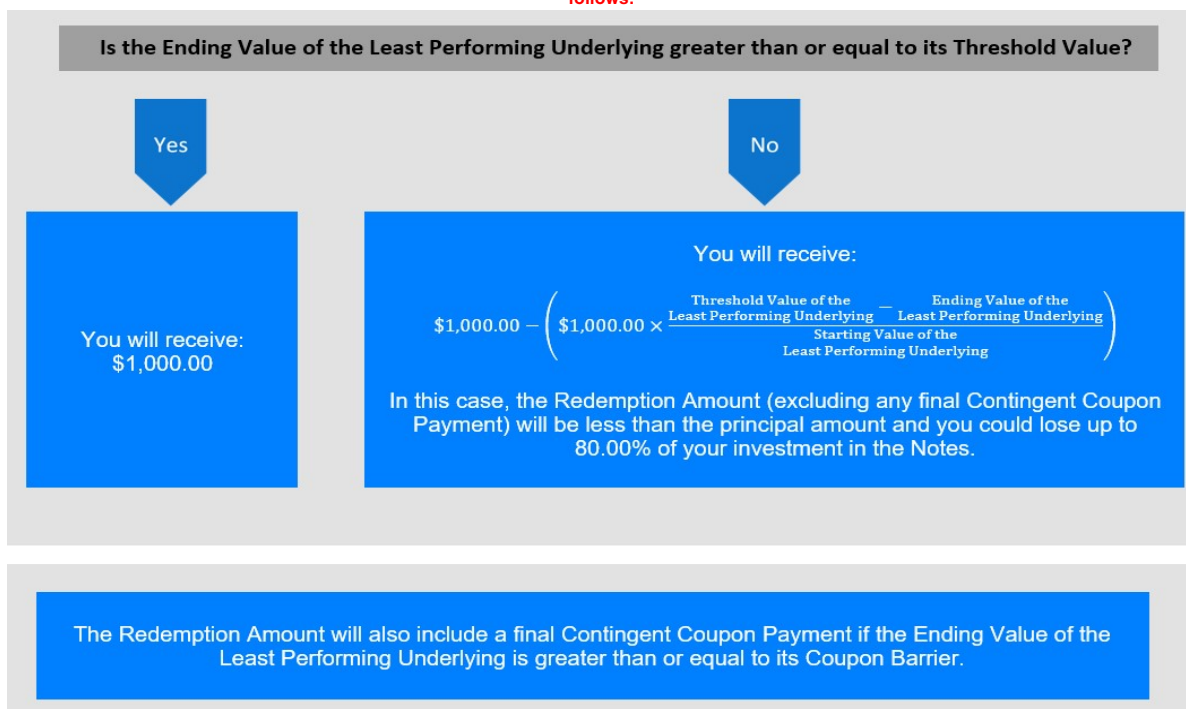 follows:
Is the Ending Value of the Least Performing Underlying greater than or equal to its Threshold Value?
Yes
No
You will receive:
$1,000.00
You will receive:
$1,000.00 − ($1,000.00 × (Threshold Value of the Least Performing Underlying − Ending Value of the Least Performing Underlying) / Starting Value of the Least Performing Underlying)
In this case, the Redemption Amount (excluding any final Contingent Coupon
Payment) will be less than the principal amount and you could lose up to
80.00% of your investment in the Notes.
The Redemption Amount will also include a final Contingent Coupon Payment if the Ending Value of the
Least Performing Underlying is greater than or equal to its Coupon Barrier.